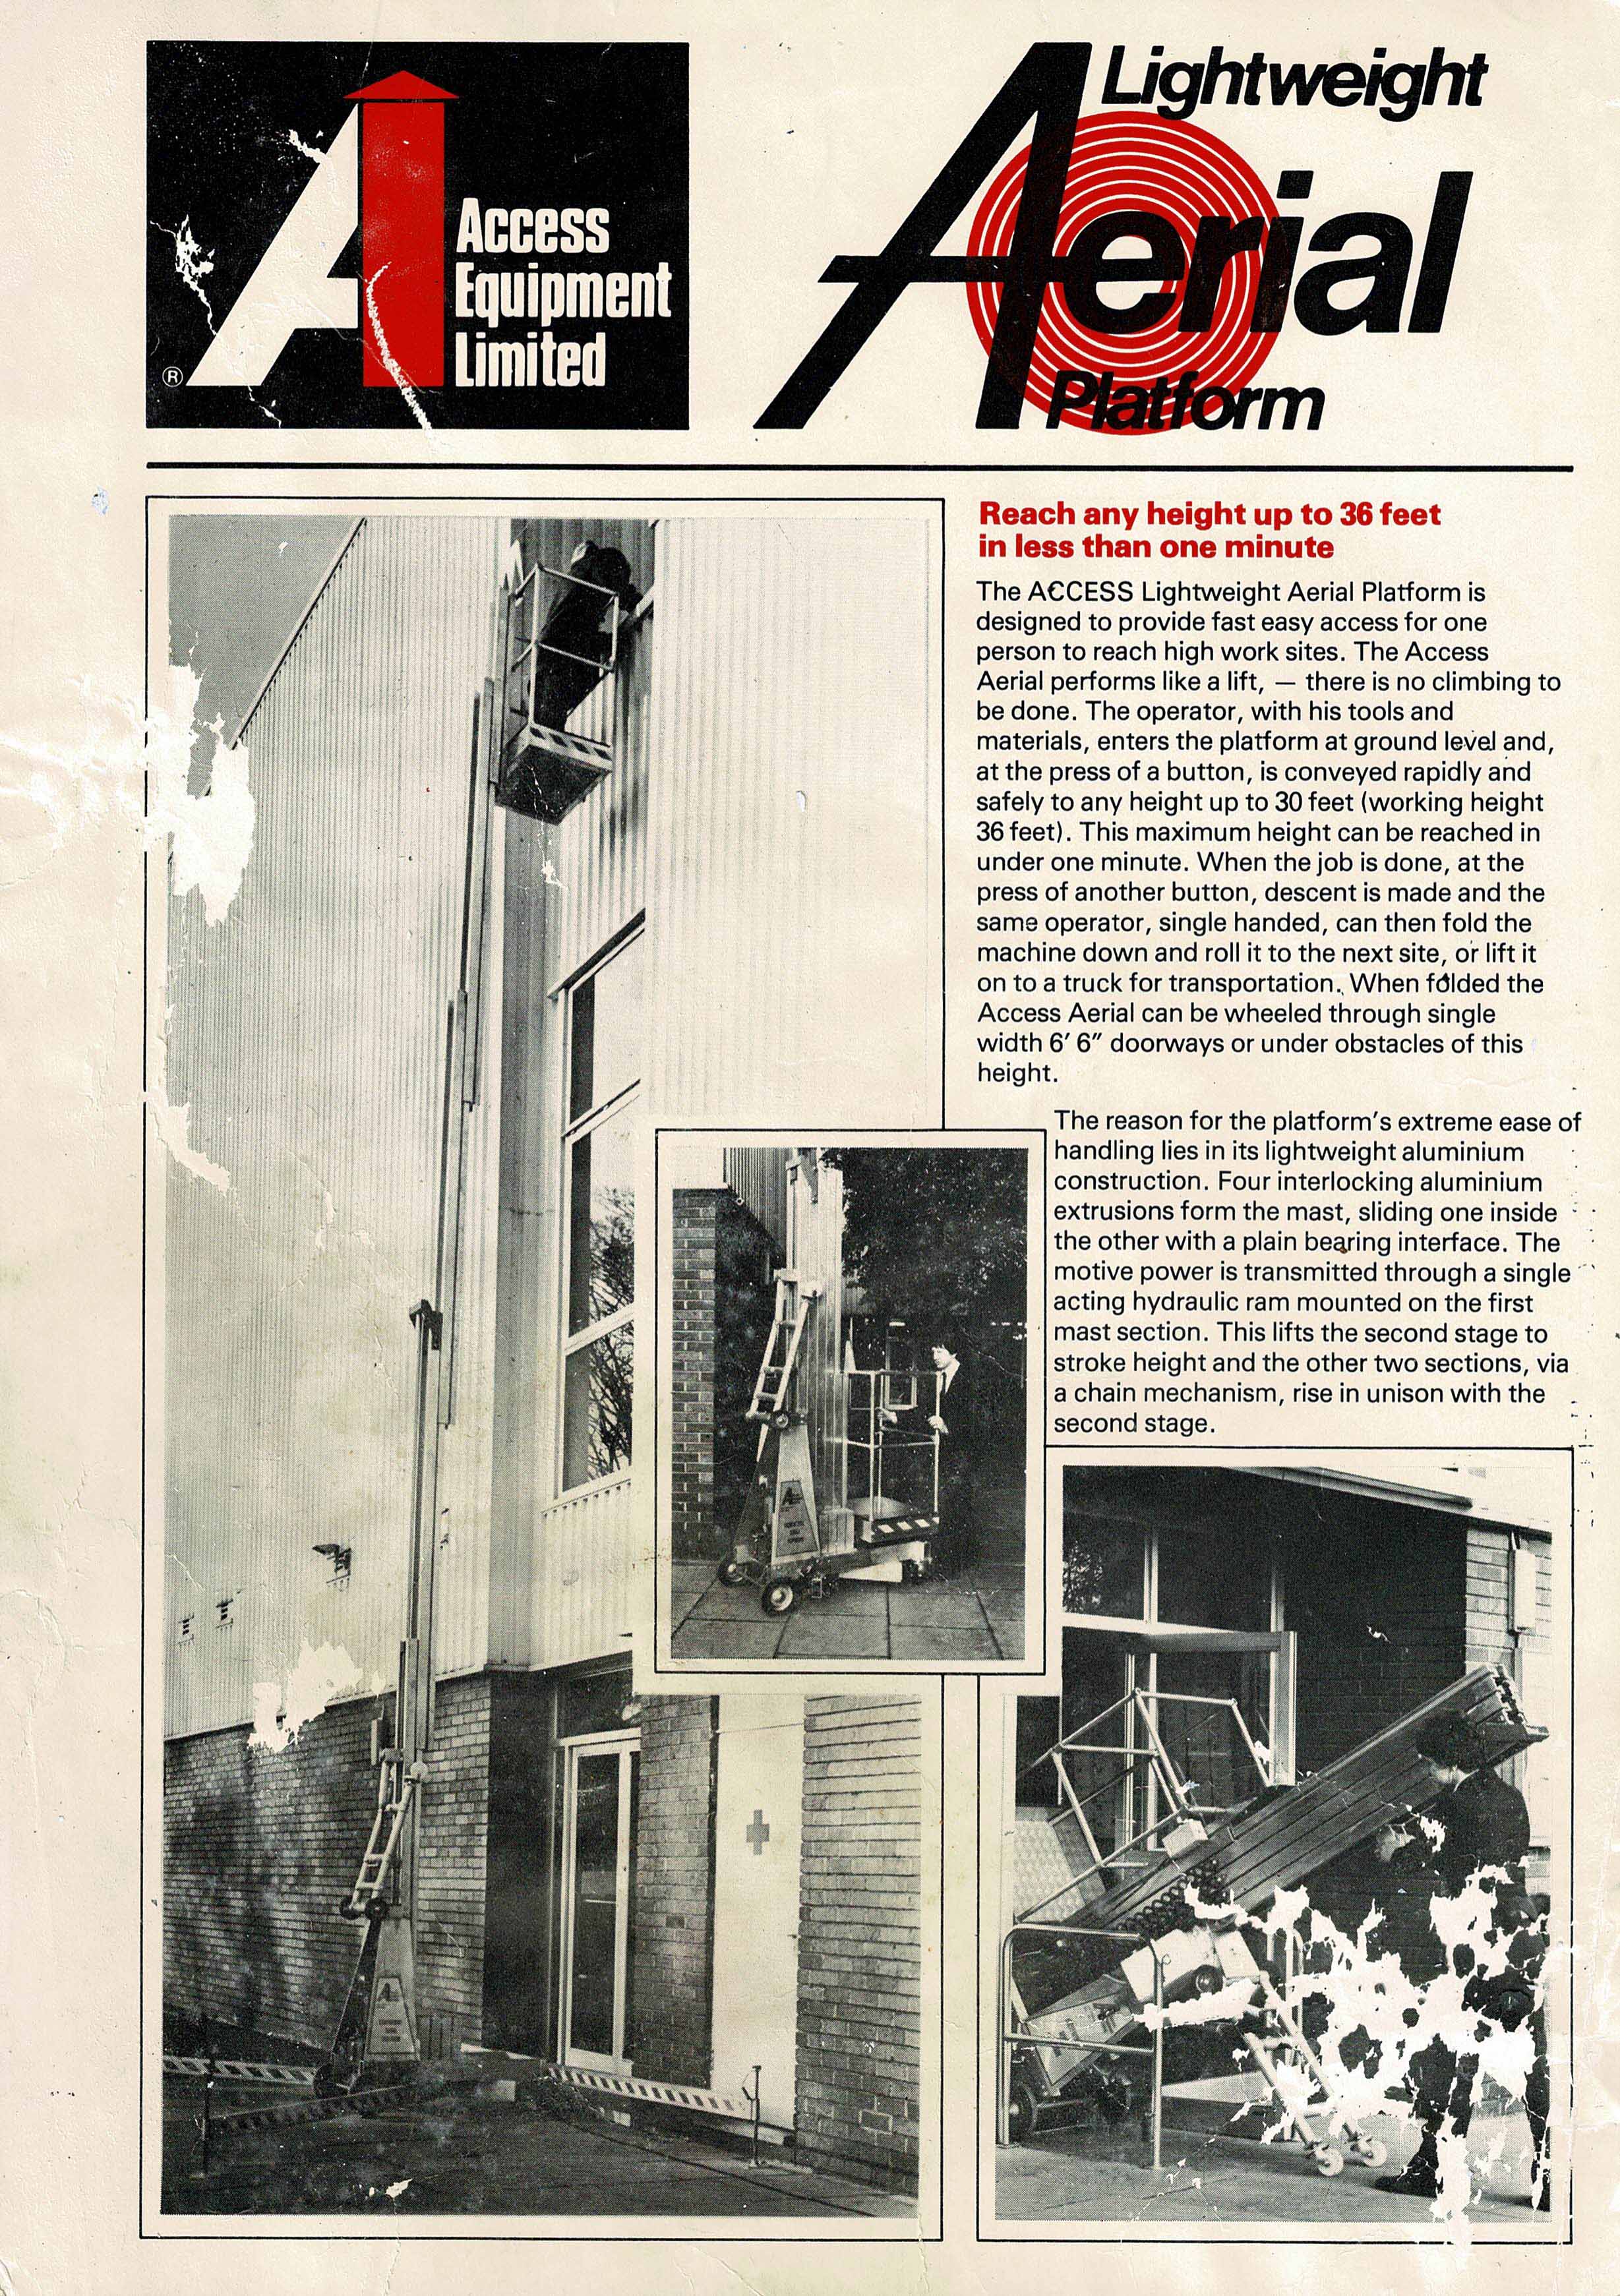 Access
Equipment
Limited
®
Lightweight
Aerial
Platform
Reach any height up to 36 feet
in less than one minute
The ACCESS Lightweight Aerial Platform is
designed to provide fast easy access for one
person to reach high work sites. The Access
Aerial performs like a lift, — there is no climbing to
be done. The operator, with his tools and
materials, enters the platform at ground level and,
at the press of a button, is conveyed rapidly and
safely to any height up to 30 feet (working height
36 feet). This maximum height can be reached in
under one minute. When the job is done, at the
press of another button, descent is made and the
same operator, single handed, can then fold the
machine down and roll it to the next site, or lift it
on to a truck for transportation. When folded the
Access Aerial can be wheeled through single
width 6′ 6″ doorways or under obstacles of this
height.
The reason for the platform's extreme ease of
handling lies in its lightweight aluminium
construction. Four interlocking aluminium
extrusions form the mast, sliding one inside
the other with a plain bearing interface. The
motive power is transmitted through a single
acting hydraulic ram mounted on the first
mast section. This lifts the second stage to
stroke height and the other two sections, via
a chain mechanism, rise in unison with the
second stage.